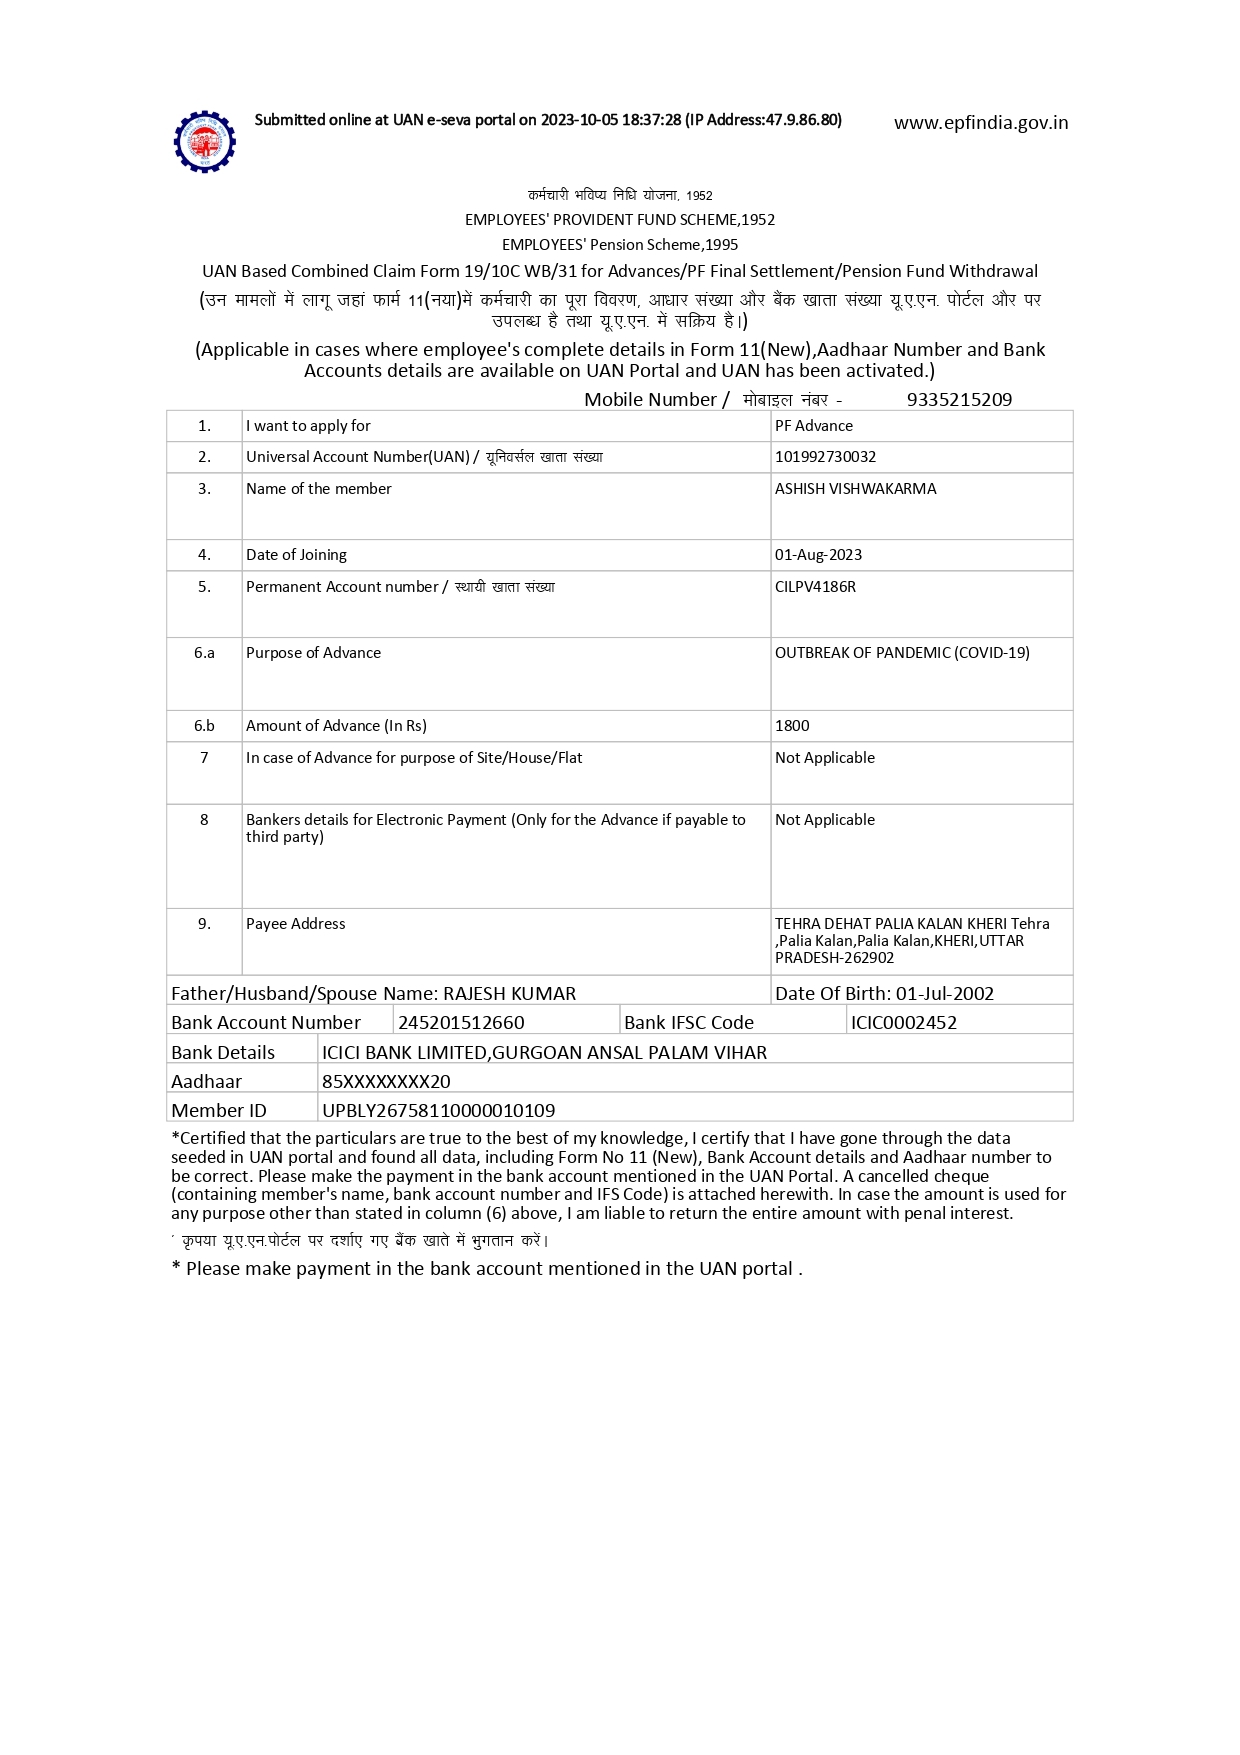 Submitted online at UAN e-seva portal on 2023-10-05 18:37:28 (IP Address:47.9.86.80)
www.epfindia.gov.in
कर्मचारी भविष्य निधि योजना, 1952
EMPLOYEES' PROVIDENT FUND SCHEME,1952
EMPLOYEES' Pension Scheme,1995
UAN Based Combined Claim Form 19/10C WB/31 for Advances/PF Final Settlement/Pension Fund Withdrawal
(उन मामलों में लागू जहां फार्म 11(नया)में कर्मचारी का पूरा विवरण, आधार संख्या और बैंक खाता संख्या यू.ए.एन. पोर्टल और पर
उपलब्ध है तथा यू.ए.एन. में सक्रिय है।)
(Applicable in cases where employee's complete details in Form 11(New),Aadhaar Number and Bank
Accounts details are available on UAN Portal and UAN has been activated.)
Mobile Number / मोबाइल नंबर - 9335215209
1. I want to apply for PF Advance
2. Universal Account Number(UAN) / यूनिवर्सल खाता संख्या 101992730032
3. Name of the member ASHISH VISHWAKARMA
4. Date of Joining 01-Aug-2023
5. Permanent Account number / स्थायी खाता संख्या CILPV4186R
6.a Purpose of Advance OUTBREAK OF PANDEMIC (COVID-19)
6.b Amount of Advance (In Rs) 1800
7 In case of Advance for purpose of Site/House/Flat Not Applicable
8 Bankers details for Electronic Payment (Only for the Advance if payable to Not Applicable
third party)
9. Payee Address TEHRA DEHAT PALIA KALAN KHERI Tehra
,Palia Kalan,Palia Kalan,KHERI,UTTAR
PRADESH-262902
Father/Husband/Spouse Name: RAJESH KUMAR Date Of Birth: 01-Jul-2002
Bank Account Number 245201512660 Bank IFSC Code ICIC0002452
Bank Details ICICI BANK LIMITED,GURGOAN ANSAL PALAM VIHAR
Aadhaar 85XXXXXXXX20
Member ID UPBLY26758110000010109
*Certified that the particulars are true to the best of my knowledge, I certify that I have gone through the data
seeded in UAN portal and found all data, including Form No 11 (New), Bank Account details and Aadhaar number to
be correct. Please make the payment in the bank account mentioned in the UAN Portal. A cancelled cheque
(containing member's name, bank account number and IFS Code) is attached herewith. In case the amount is used for
any purpose other than stated in column (6) above, I am liable to return the entire amount with penal interest.
' कृपया यू.ए.एन.पोर्टल पर दर्शाए गए बैंक खाते में भुगतान करें।
* Please make payment in the bank account mentioned in the UAN portal .